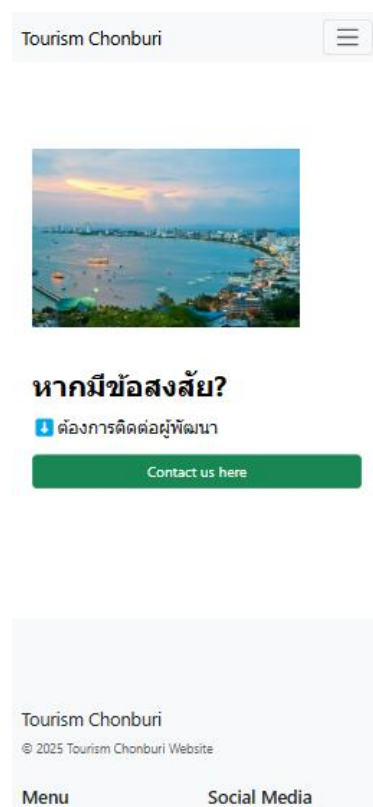 Tourism Chonburi
หากมีข้อสงสัย?
⬇️ ต้องการติดต่อผู้พัฒนา
Contact us here
Tourism Chonburi
© 2025 Tourism Chonburi Website
Menu Social Media